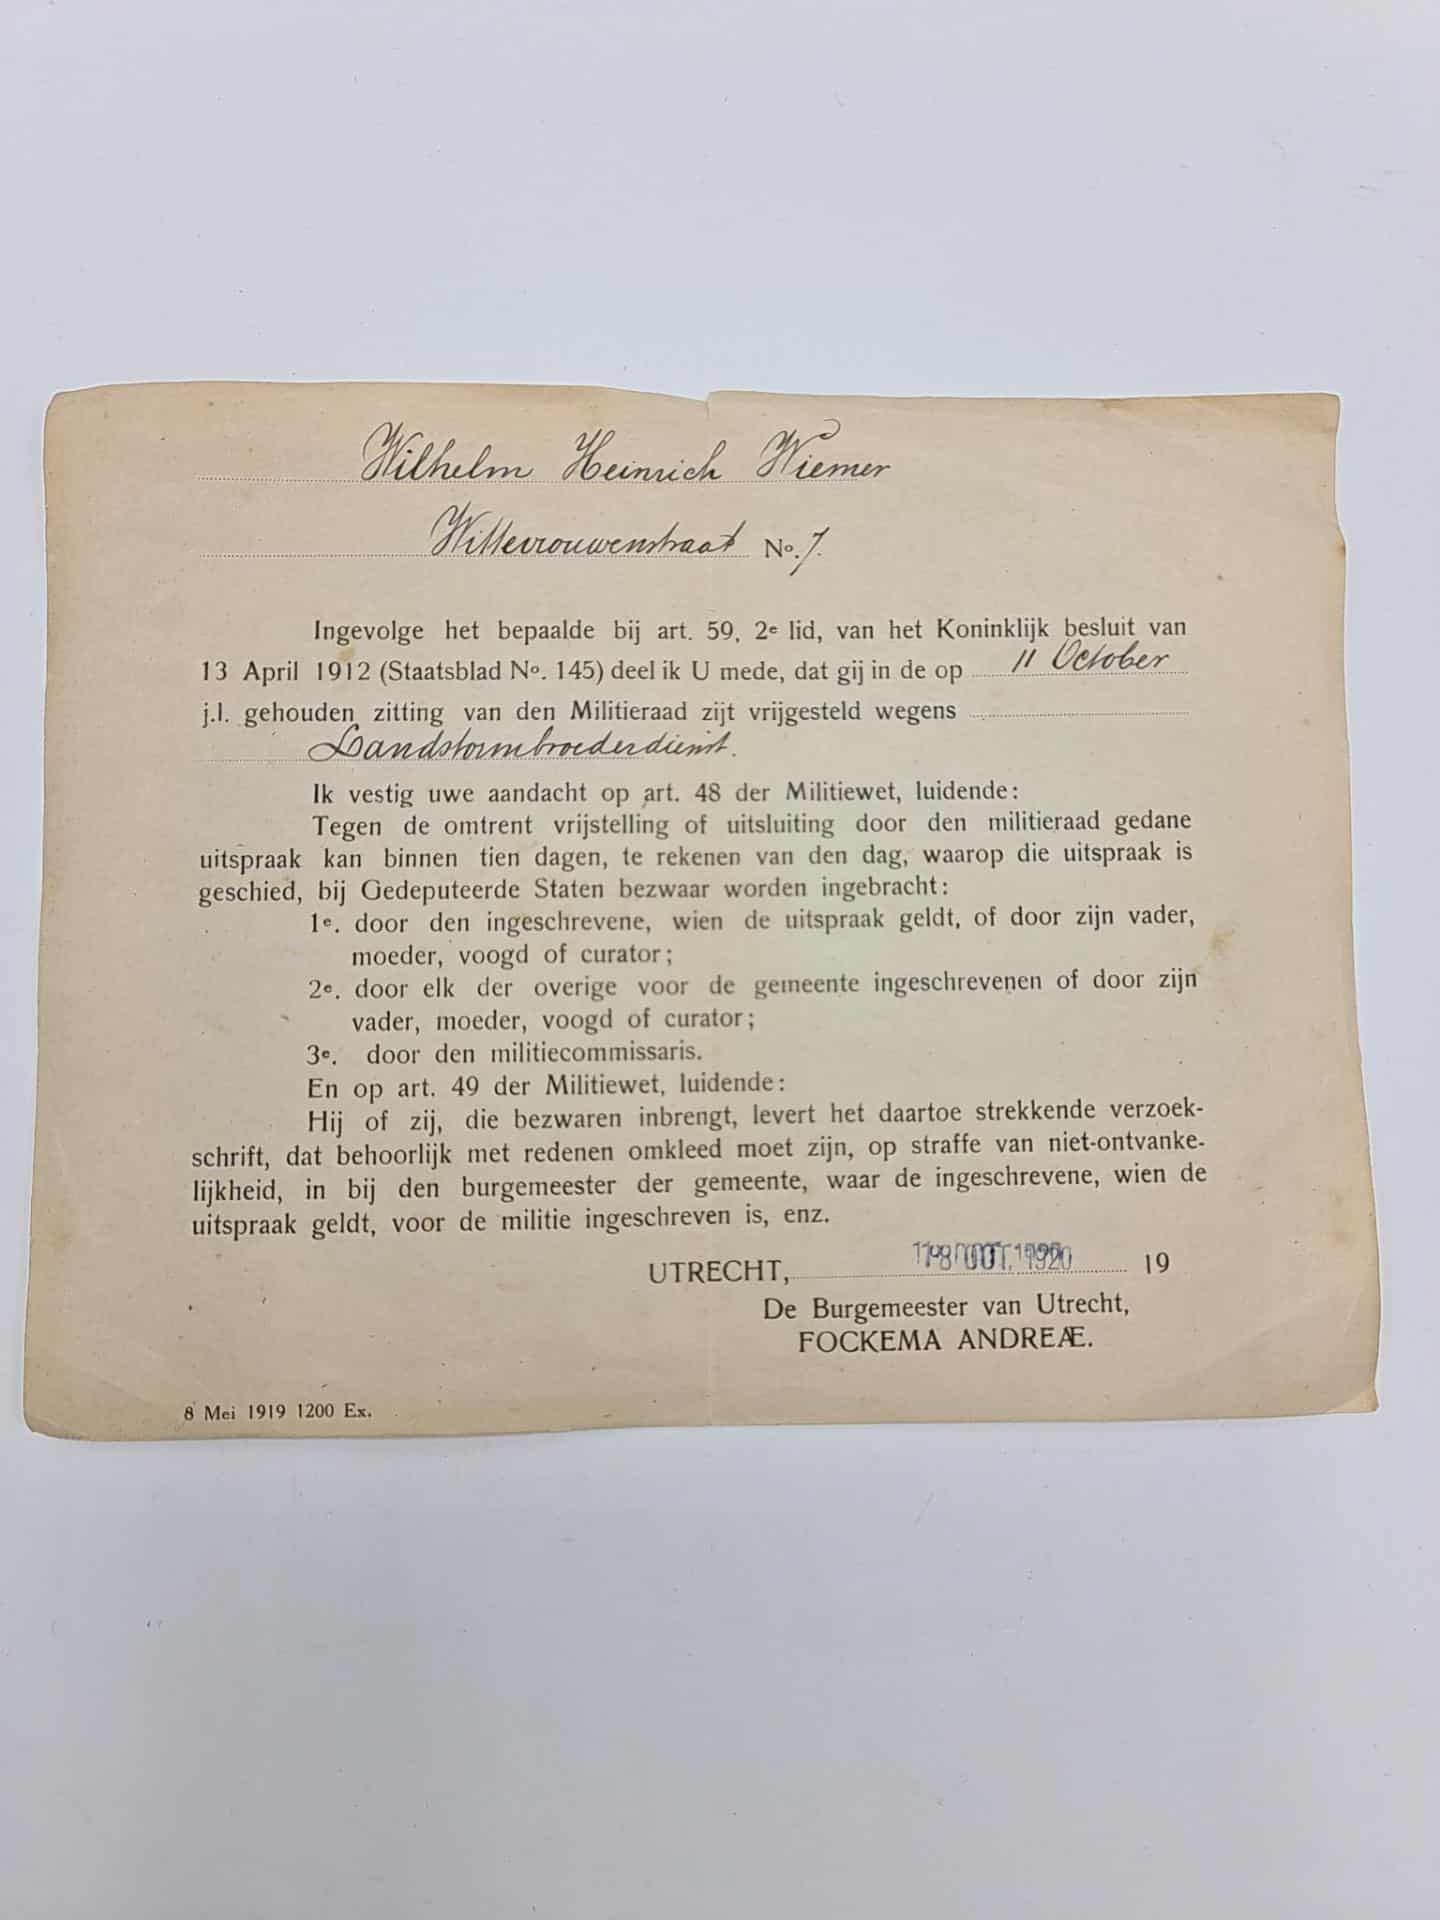 Wilhelm Heinrich Wiemer
Wittevrouwenstraat No. 7.
Ingevolge het bepaalde bij art. 59, 2e lid, van het Koninklijk besluit van
13 April 1912 (Staatsblad No. 145) deel ik U mede, dat gij in de op 11 October
j.l. gehouden zitting van den Militieraad zijt vrijgesteld wegens
Landstormbroederdienst.
Ik vestig uwe aandacht op art. 48 der Militiewet, luidende:
Tegen de omtrent vrijstelling of uitsluiting door den militieraad gedane
uitspraak kan binnen tien dagen, te rekenen van den dag, waarop die uitspraak is
geschied, bij Gedeputeerde Staten bezwaar worden ingebracht:
1e. door den ingeschrevene, wien de uitspraak geldt, of door zijn vader,
moeder, voogd of curator;
2e. door elk der overige voor de gemeente ingeschrevenen of door zijn
vader, moeder, voogd of curator;
3e. door den militiecommissaris.
En op art. 49 der Militiewet, luidende:
Hij of zij, die bezwaren inbrengt, levert het daartoe strekkende verzoek-
schrift, dat behoorlijk met redenen omkleed moet zijn, op straffe van niet-ontvanke-
lijkheid, in bij den burgemeester der gemeente, waar de ingeschrevene, wien de
uitspraak geldt, voor de militie ingeschreven is, enz.
UTRECHT, OCT. 1920 19
De Burgemeester van Utrecht,
FOCKEMA ANDREÆ.
8 Mei 1919 1200 Ex.